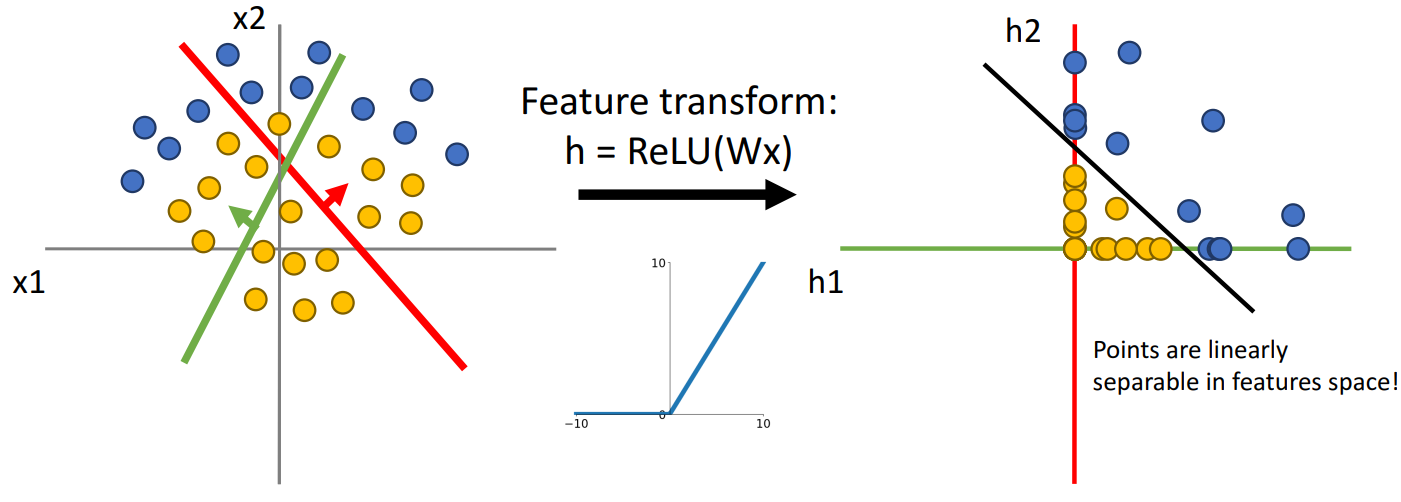 x2
x1
Feature transform:
h = ReLU(Wx)
10
0
−10
10
h2
h1
Points are linearly
separable in features space!